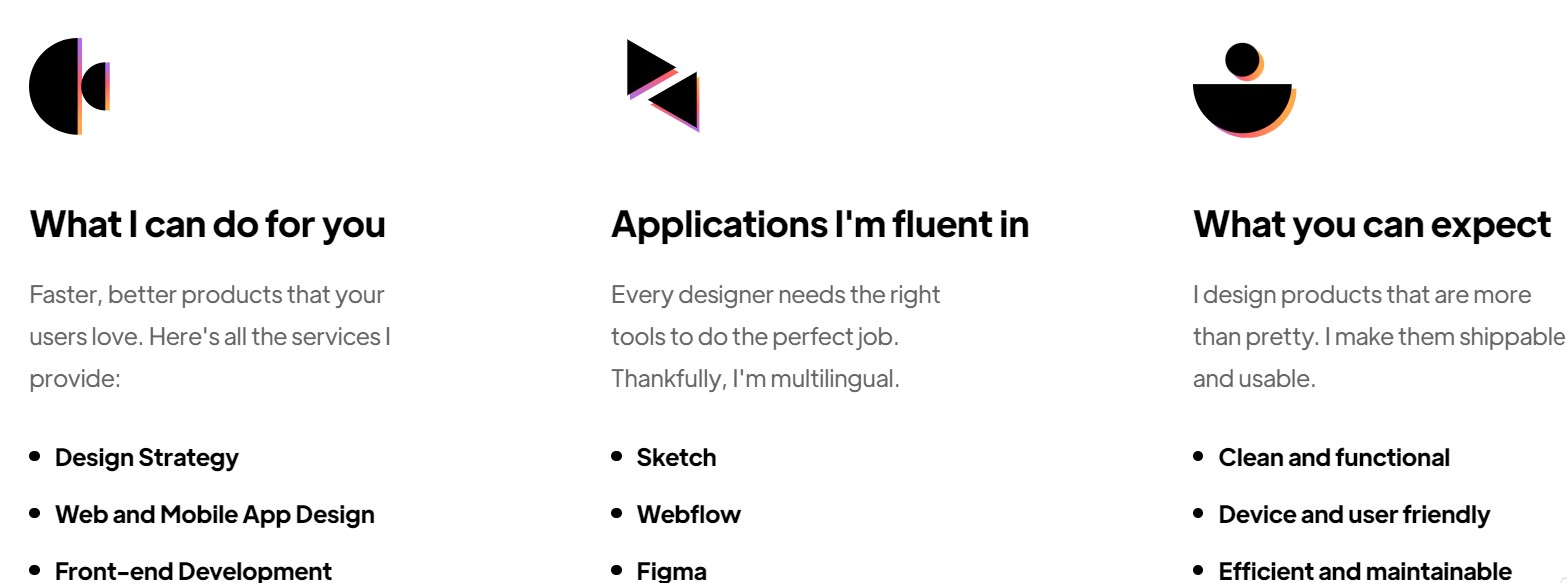 What I can do for you
Faster, better products that your
users love. Here's all the services I
provide:
Design Strategy
Web and Mobile App Design
Front-end Development
Applications I'm fluent in
Every designer needs the right
tools to do the perfect job.
Thankfully, I'm multilingual.
Sketch
Webflow
Figma
What you can expect
I design products that are more
than pretty. I make them shippable
and usable.
Clean and functional
Device and user friendly
Efficient and maintainable